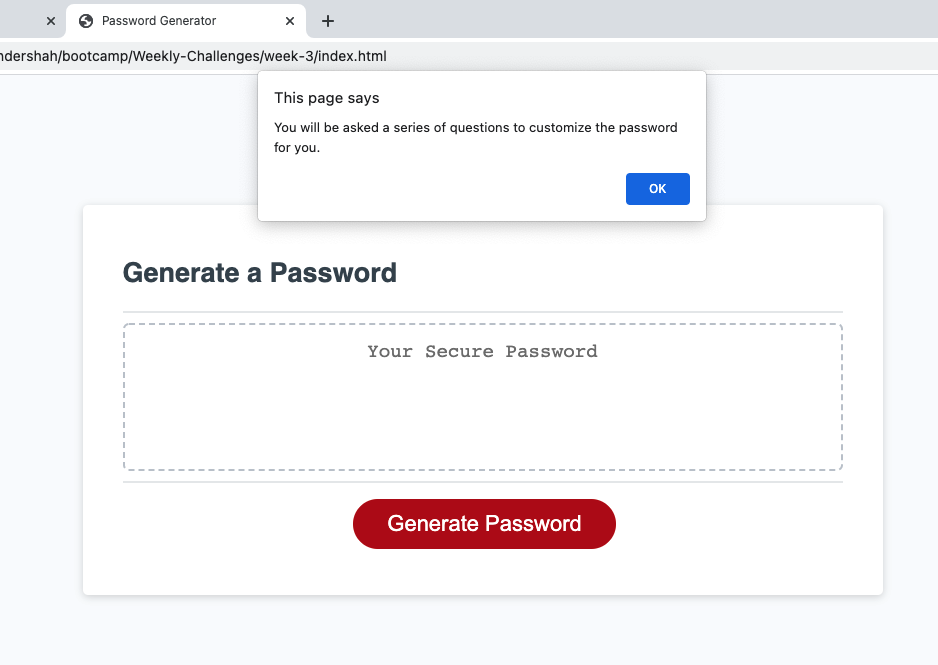 Password Generator
ndershah/bootcamp/Weekly-Challenges/week-3/index.html
This page says
You will be asked a series of questions to customize the password
for you.
OK
Generate a Password
Your Secure Password
Generate Password